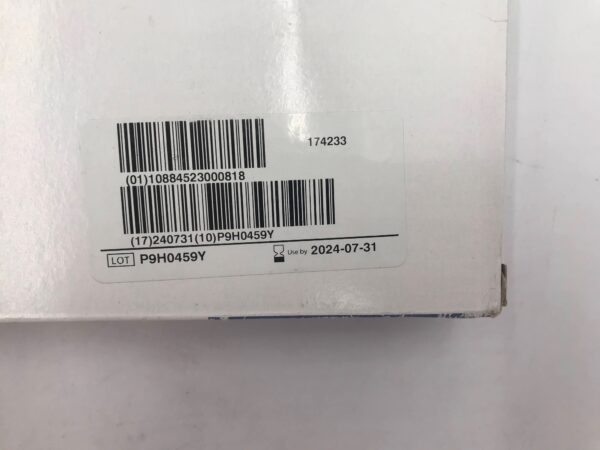 174233
(01)10884523000818
(17)240731(10)P9H0459Y
LOT P9H0459Y Use by 2024-07-31